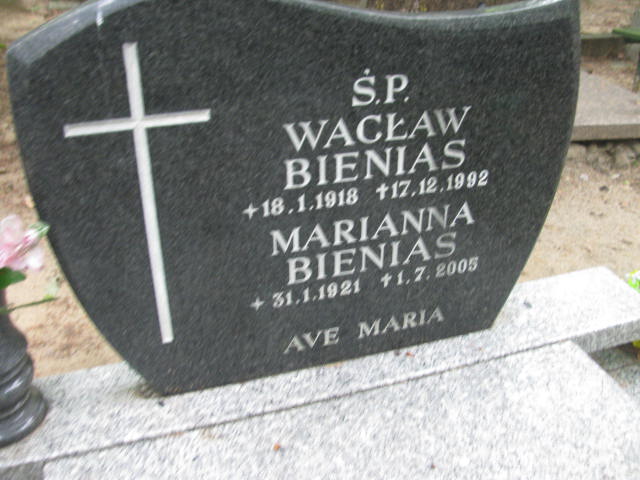 Ś.P.
WACŁAW
BIENIAS
+18.1.1918 †17.12.1992
MARIANNA
BIENIAS
+31.1.1921 †1.7.2005
AVE MARIA